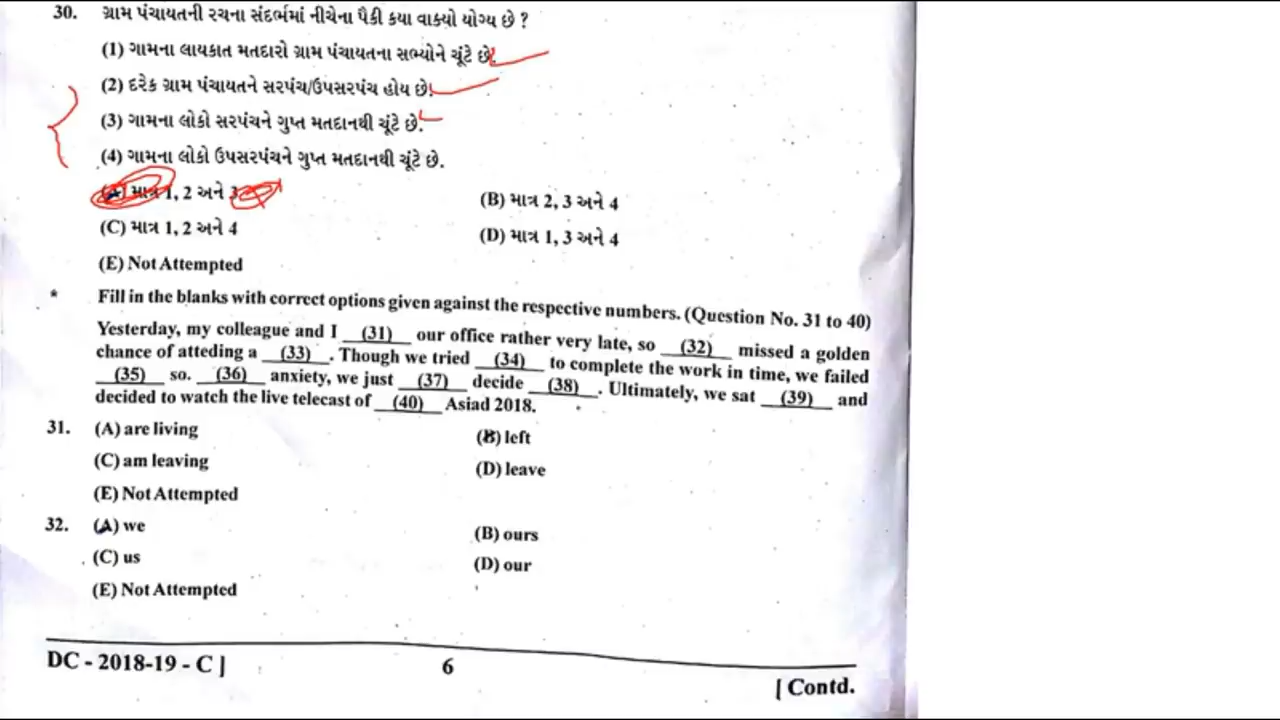 30. ગ્રામ પંચાયતની રચના સંદર્ભમાં નીચેના પૈકી કયા વાક્યો યોગ્ય છે ?
(1) ગામના લાયકાત મતદારો ગ્રામ પંચાયતના સભ્યોને ચૂંટે છે.
(2) દરેક ગ્રામ પંચાયતને સરપંચ/ઉપસરપંચ હોય છે.
(3) ગામના લોકો સરપંચને ગુપ્ત મતદાનથી ચૂંટે છે.
(4) ગામના લોકો ઉપસરપંચને ગુપ્ત મતદાનથી ચૂંટે છે.
(A) માત્ર 1, 2 અને 3
(B) માત્ર 2, 3 અને 4
(C) માત્ર 1, 2 અને 4
(D) માત્ર 1, 3 અને 4
(E) Not Attempted
* Fill in the blanks with correct options given against the respective numbers. (Question No. 31 to 40)
Yesterday, my colleague and I (31) our office rather very late, so (32) missed a golden
chance of atteding a (33) . Though we tried (34) to complete the work in time, we failed
(35) so. (36) anxiety, we just (37) decide (38) . Ultimately, we sat (39) and
decided to watch the live telecast of (40) Asiad 2018.
31. (A) are living
(B) left
(C) am leaving
(D) leave
(E) Not Attempted
32. (A) we
(B) ours
(C) us
(D) our
(E) Not Attempted
DC - 2018-19 - C ]
6
[ Contd.